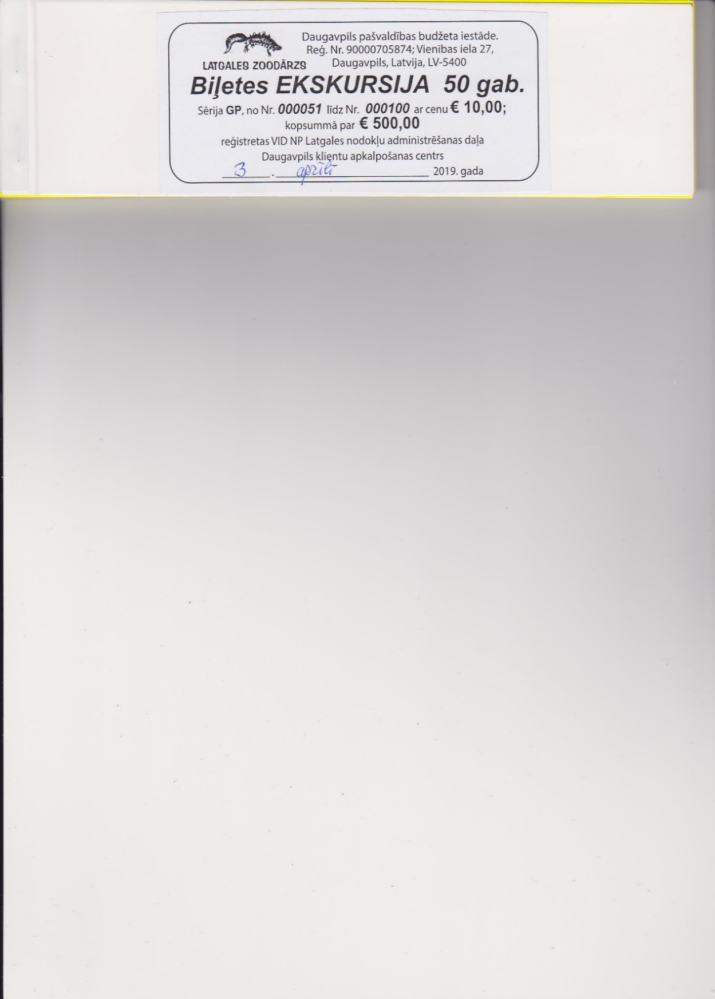 Daugavpils pašvaldības budžeta iestāde.
Reģ. Nr. 90000705874; Vienības iela 27,
Daugavpils, Latvija, LV-5400
LATGALES ZOODĀRZS
Biļetes EKSKURSIJA 50 gab.
Sērija GP, no Nr. 000051 līdz Nr. 000100 ar cenu € 10,00;
kopsummā par € 500,00
reģistretas VID NP Latgales nodokļu administrēšanas daļa
Daugavpils klientu apkalpošanas centrs
3 . aprīlī 2019. gada